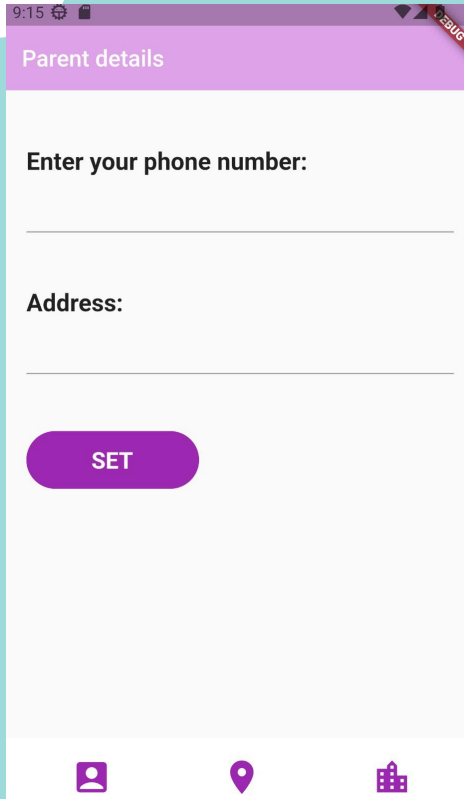 9:15
DEBUG
Parent details
Enter your phone number:
Address:
SET